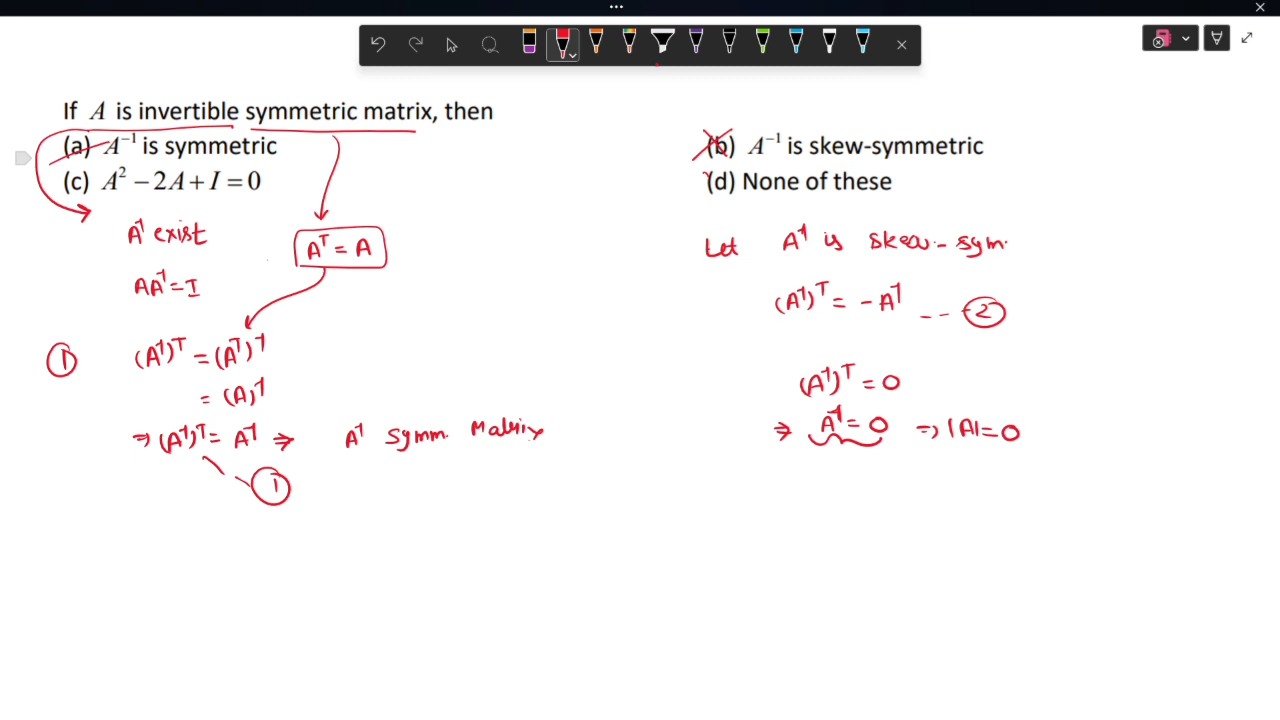 If A is invertible symmetric matrix, then
(a) A⁻¹ is symmetric
(b) A⁻¹ is skew-symmetric
(c) A² − 2A + I = 0
(d) None of these
A⁻¹ exist
Aᵀ = A
AA⁻¹ = I
① (A⁻¹)ᵀ = (Aᵀ)⁻¹
= (A)⁻¹
⇒ (A⁻¹)ᵀ = A⁻¹ ⇒ A⁻¹ Symm. Matrix
①
Let A⁻¹ is skew - sym.
(A⁻¹)ᵀ = - A⁻¹ - - - ②
(A⁻¹)ᵀ = 0
⇒ A⁻¹ = 0 ⇒ |A| = 0